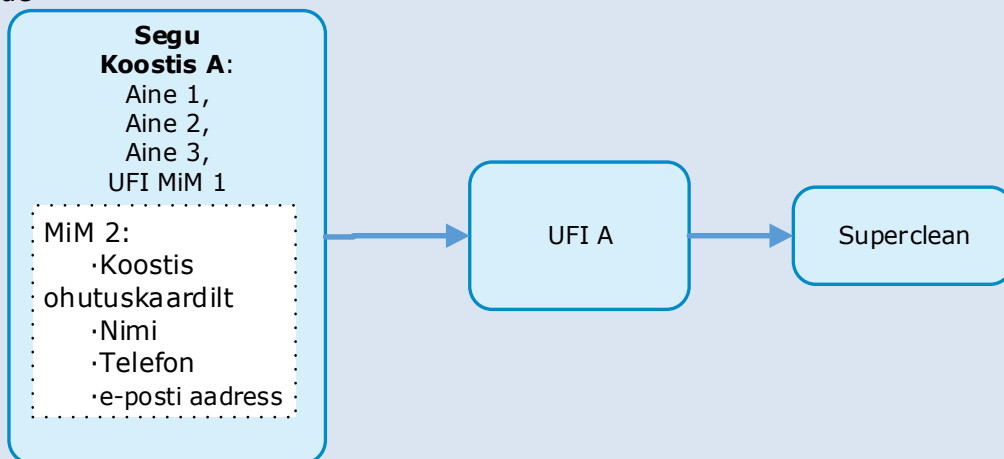 Segu
Koostis A:
Aine 1,
Aine 2,
Aine 3,
UFI MiM 1
MiM 2:
·Koostis
ohutuskaardilt
·Nimi
·Telefon
·e-posti aadress
UFI A
Superclean